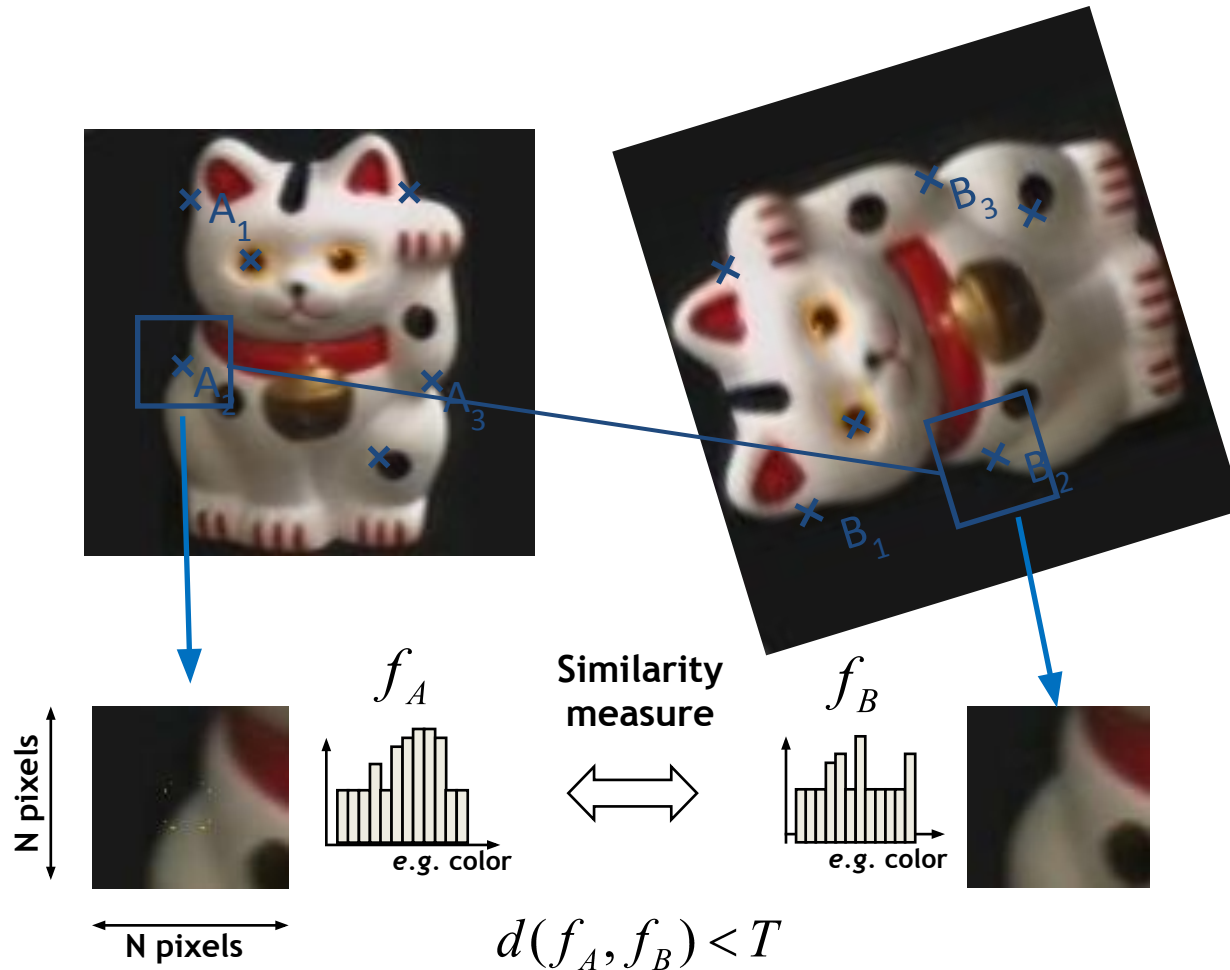 A₁
A₂
A₃
B₃
B₂
B₁
f_A
Similarity
measure
f_B
N pixels
e.g. color
e.g. color
N pixels
d(f_A, f_B) < T